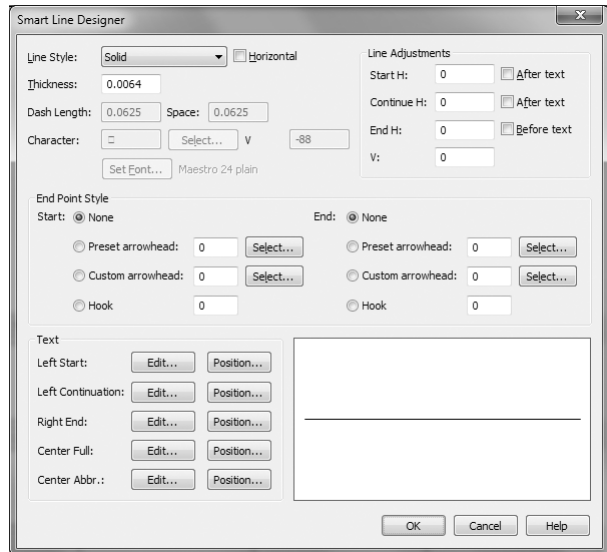 Smart Line Designer
x
Line Style: Solid Horizontal
Thickness: 0.0064
Dash Length: 0.0625 Space: 0.0625
Character: Select... V -88
Set Font... Maestro 24 plain
Line Adjustments
Start H: 0 After text
Continue H: 0 After text
End H: 0 Before text
V: 0
End Point Style
Start: None End: None
Preset arrowhead: 0 Select... Preset arrowhead: 0 Select...
Custom arrowhead: 0 Select... Custom arrowhead: 0 Select...
Hook 0 Hook 0
Text
Left Start: Edit... Position...
Left Continuation: Edit... Position...
Right End: Edit... Position...
Center Full: Edit... Position...
Center Abbr.: Edit... Position...
OK Cancel Help